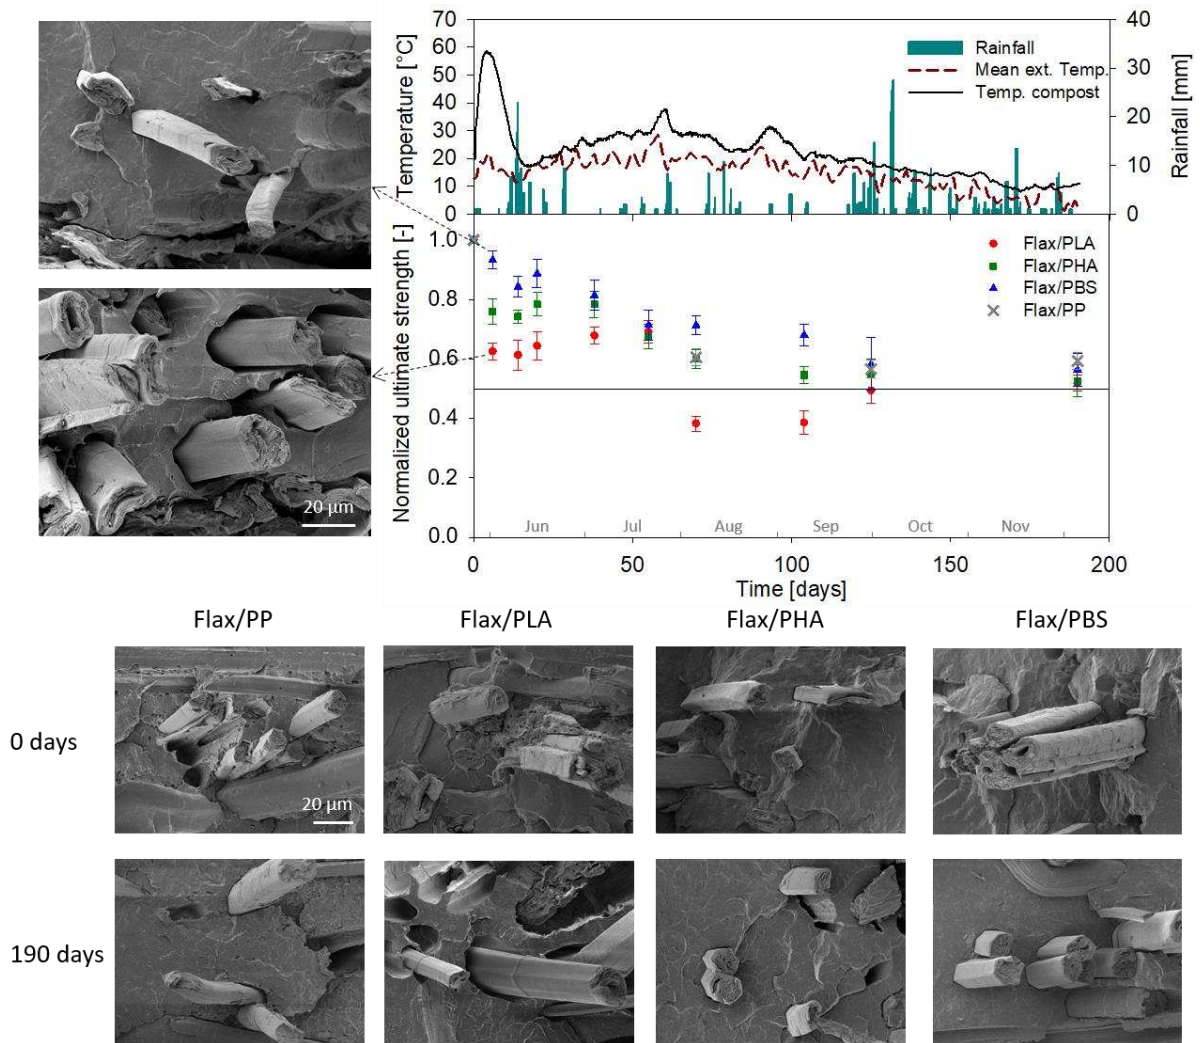 70
60
50
40
30
20
10
0
Temperature [°C]
40
30
20
10
0
Rainfall [mm]
Rainfall
Mean ext. Temp.
Temp. compost
1.0
0.8
0.6
0.4
0.2
0.0
Normalized ultimate strength [-]
Flax/PLA
Flax/PHA
Flax/PBS
Flax/PP
Jun Jul Aug Sep Oct Nov
0 50 100 150 200
Time [days]
20 µm
Flax/PP Flax/PLA Flax/PHA Flax/PBS
0 days
20 µm
190 days